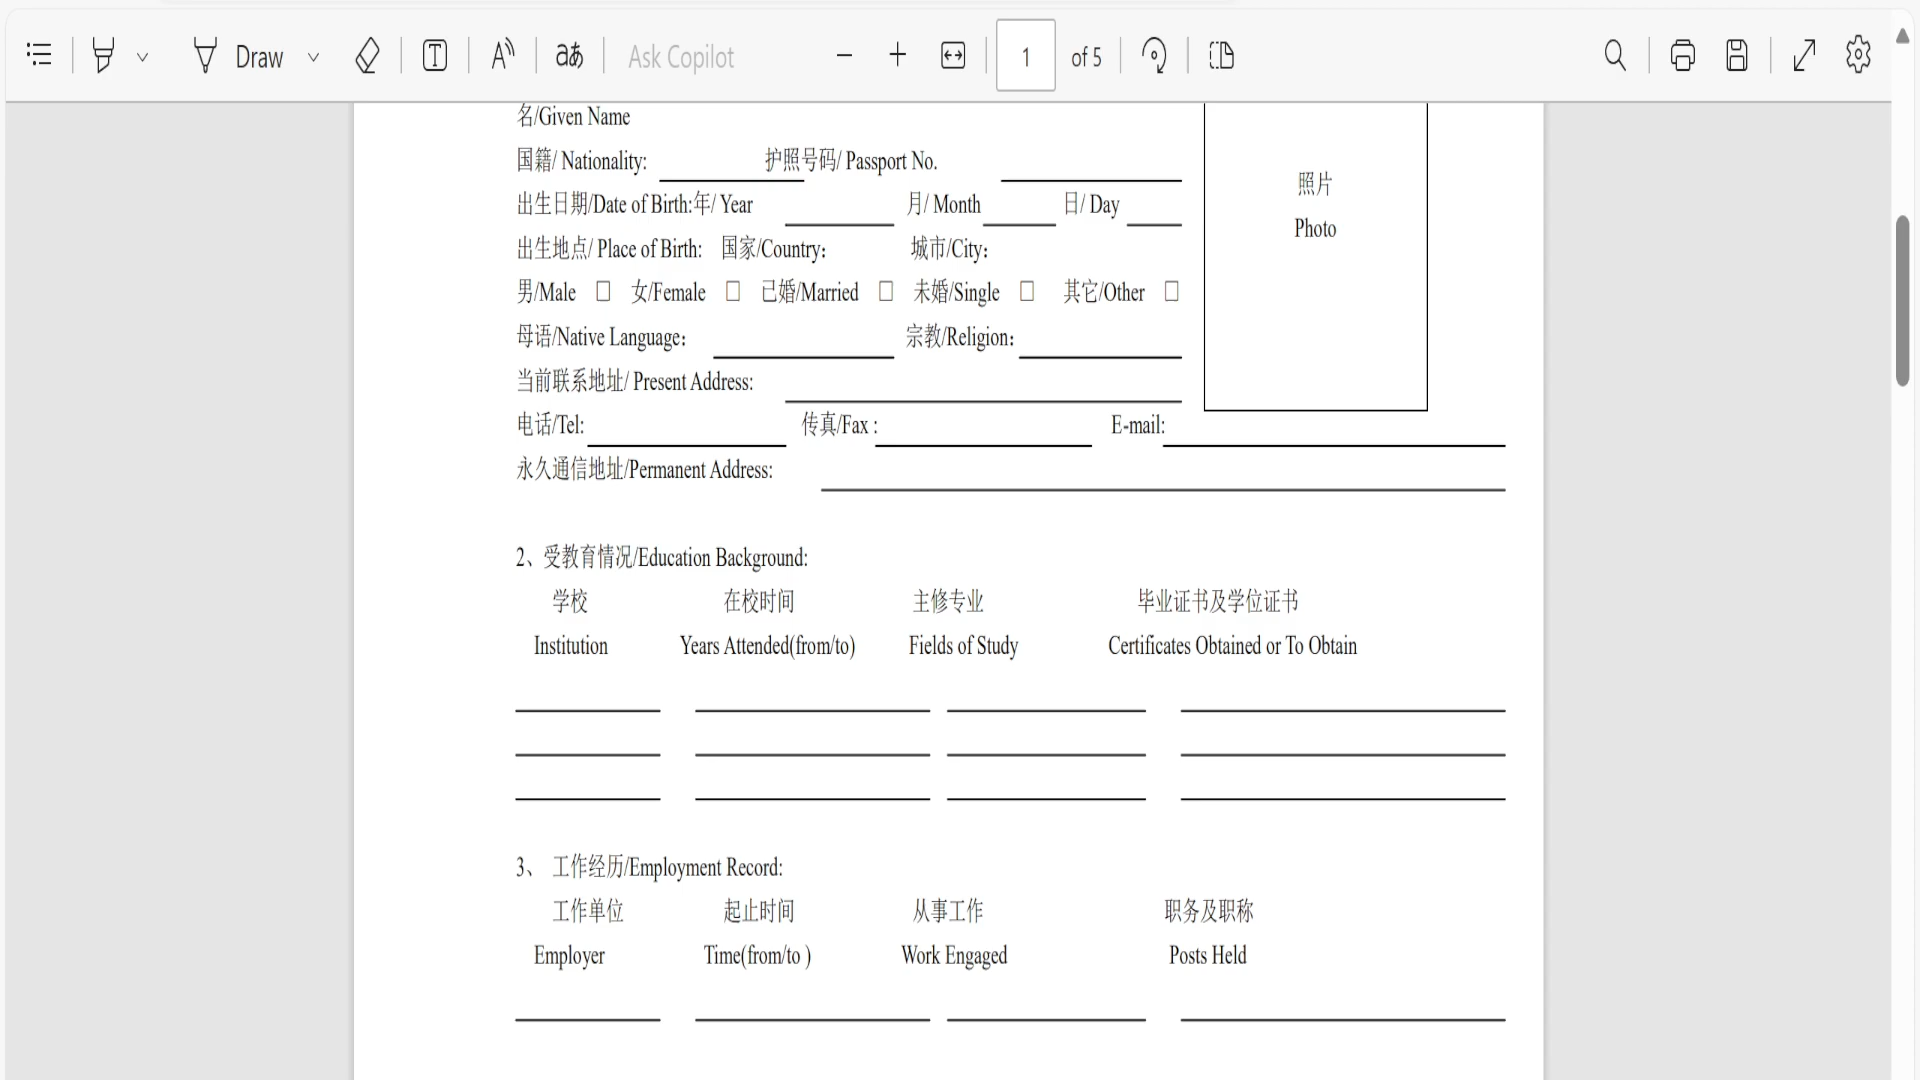 Draw Ask Copilot 1 of 5
名/Given Name
国籍/ Nationality: 护照号码/ Passport No.
出生日期/Date of Birth:年/ Year 月/ Month 日/ Day
出生地点/ Place of Birth: 国家/Country: 城市/City:
男/Male □ 女/Female □ 已婚/Married □ 未婚/Single □ 其它/Other □
母语/Native Language: 宗教/Religion:
当前联系地址/ Present Address:
照片
Photo
电话/Tel: 传真/Fax : E-mail:
永久通信地址/Permanent Address:
2、受教育情况/Education Background:
学校 在校时间 主修专业 毕业证书及学位证书
Institution Years Attended(from/to) Fields of Study Certificates Obtained or To Obtain
3、 工作经历/Employment Record:
工作单位 起止时间 从事工作 职务及职称
Employer Time(from/to ) Work Engaged Posts Held